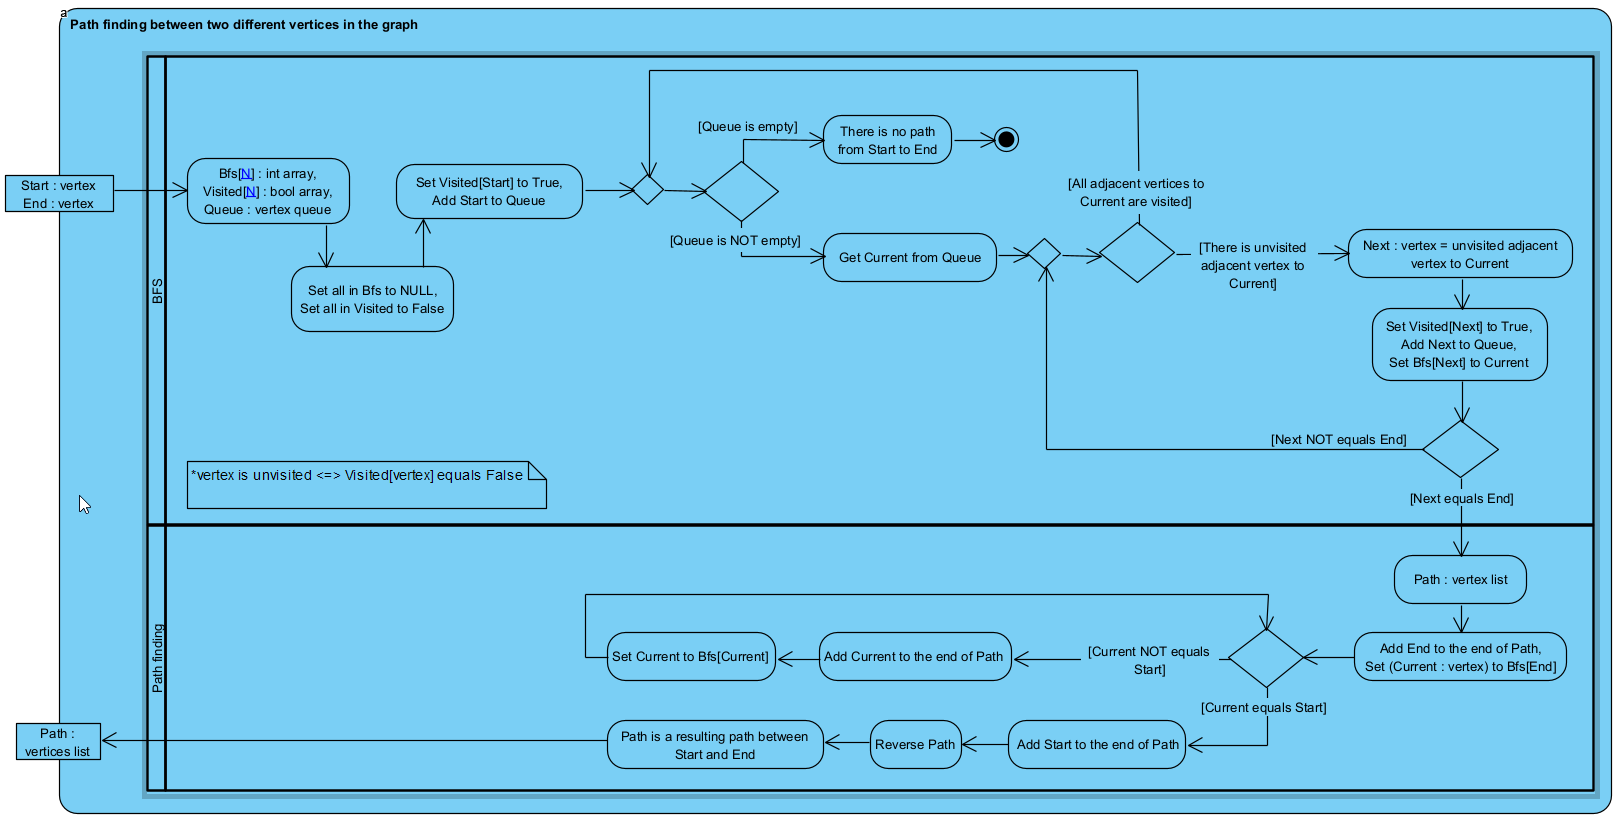 a
Path finding between two different vertices in the graph
BFS
Start : vertex
End : vertex
Bfs[N] : int array,
Visited[N] : bool array,
Queue : vertex queue
Set all in Bfs to NULL,
Set all in Visited to False
Set Visited[Start] to True,
Add Start to Queue
[Queue is empty]
There is no path
from Start to End
[Queue is NOT empty]
Get Current from Queue
[All adjacent vertices to
Current are visited]
[There is unvisited
adjacent vertex to
Current]
Next : vertex = unvisited adjacent
vertex to Current
Set Visited[Next] to True,
Add Next to Queue,
Set Bfs[Next] to Current
[Next NOT equals End]
[Next equals End]
*vertex is unvisited <=> Visited[vertex] equals False
Path finding
Path : vertex list
Add End to the end of Path,
Set (Current : vertex) to Bfs[End]
[Current NOT equals
Start]
Add Current to the end of Path
Set Current to Bfs[Current]
[Current equals Start]
Add Start to the end of Path
Reverse Path
Path is a resulting path between
Start and End
Path :
vertices list